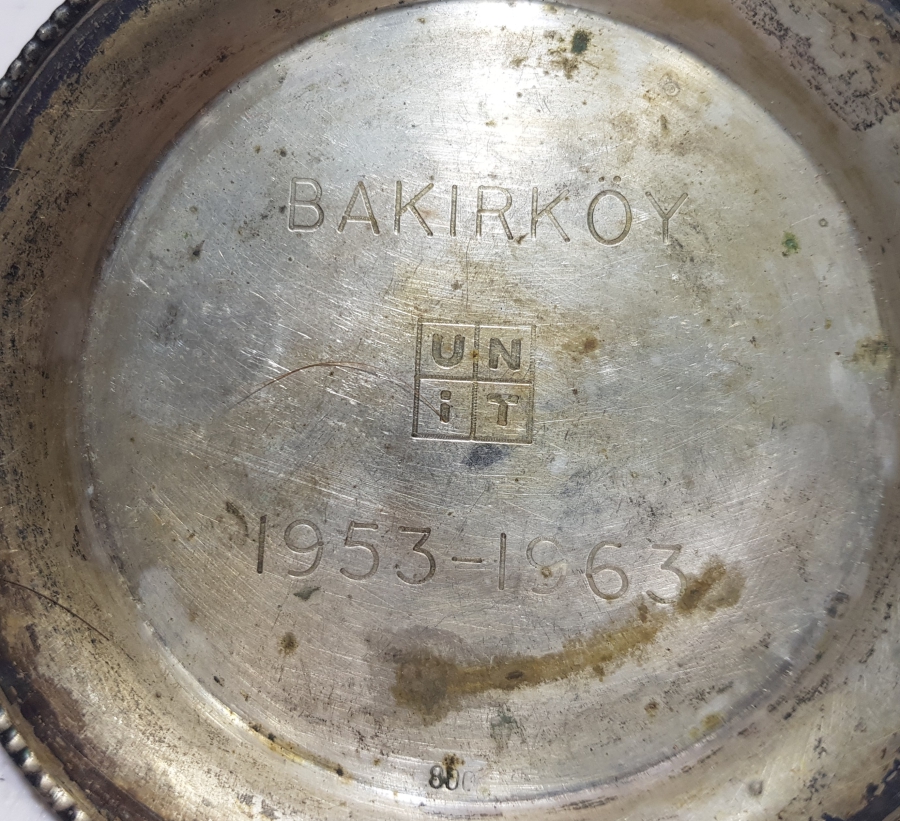 BAKIRKÖY
UN
iT
1953-1963
800